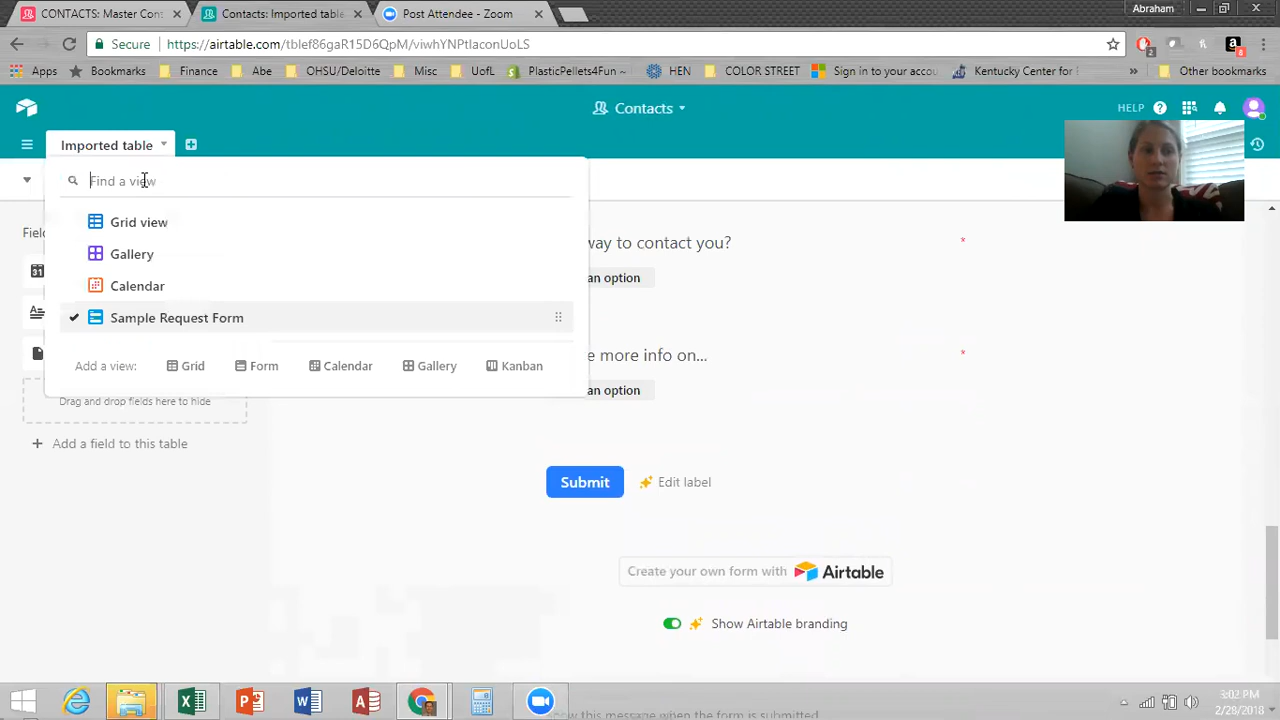 CONTACTS: Master Con
Contacts: Imported table
Post Attendee - Zoom
Abraham
Secure
https://airtable.com/tblef86gaR15D6QpM/viwhYNPtIaconUoLS
Apps
Bookmarks
Finance
Abe
OHSU/Deloitte
Misc
UofL
PlasticPellets4Fun ~
HEN
COLOR STREET
Sign in to your accou
Kentucky Center for I
Other bookmarks
Contacts
HELP
Imported table
Find a view
Grid view
Gallery
Calendar
Sample Request Form
Add a view:
Grid
Form
Calendar
Gallery
Kanban
Drag and drop fields here to hide
Add a field to this table
way to contact you?
*
an option
e more info on...
*
an option
Submit
Edit label
Create your own form with Airtable
Show Airtable branding
3:02 PM
2/28/2018